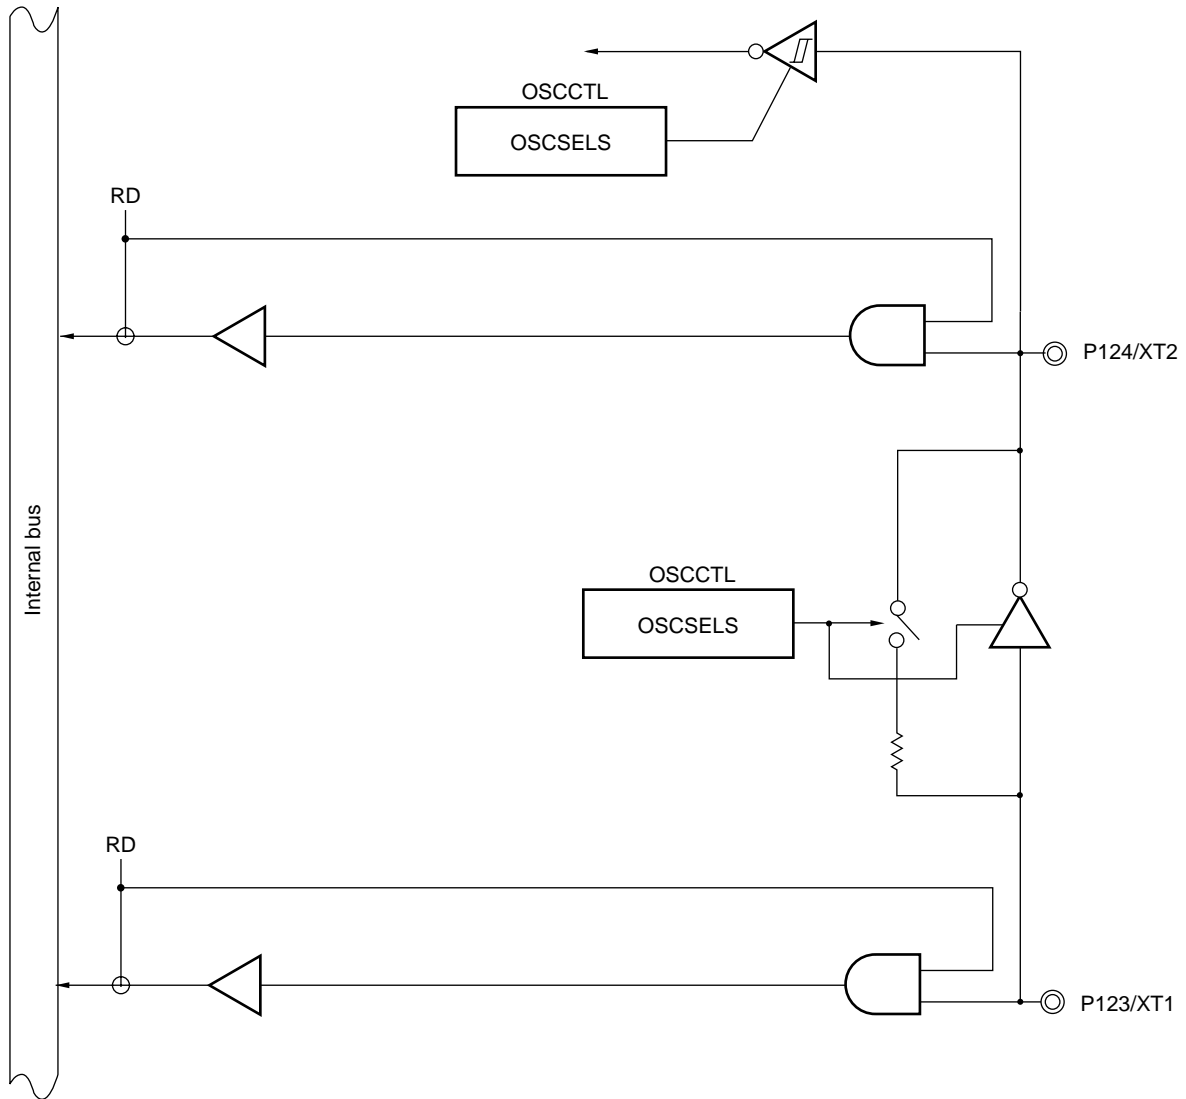 OSCCTL
OSCSELS
RD
P124/XT2
Internal bus
OSCCTL
OSCSELS
RD
P123/XT1